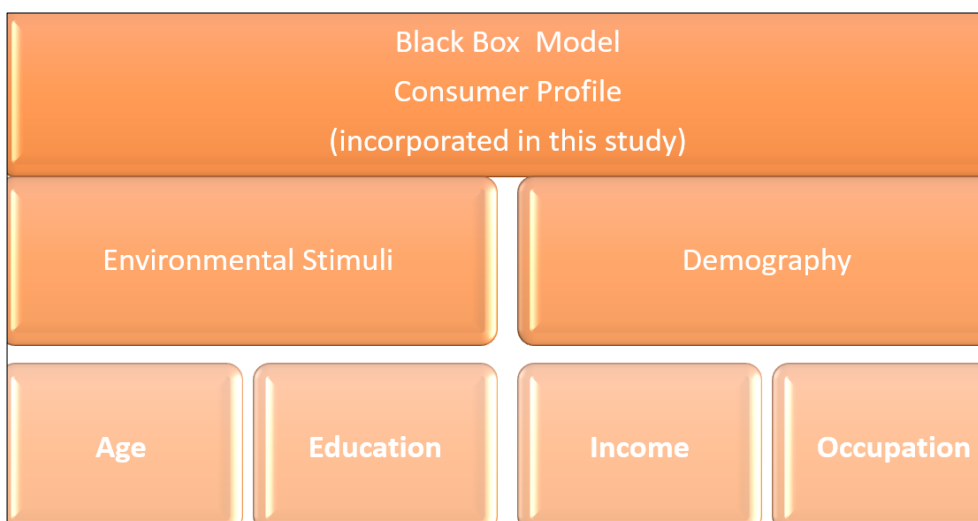 Black Box  Model
Consumer Profile
(incorporated in this study)
Environmental Stimuli
Demography
Age
Education
Income
Occupation